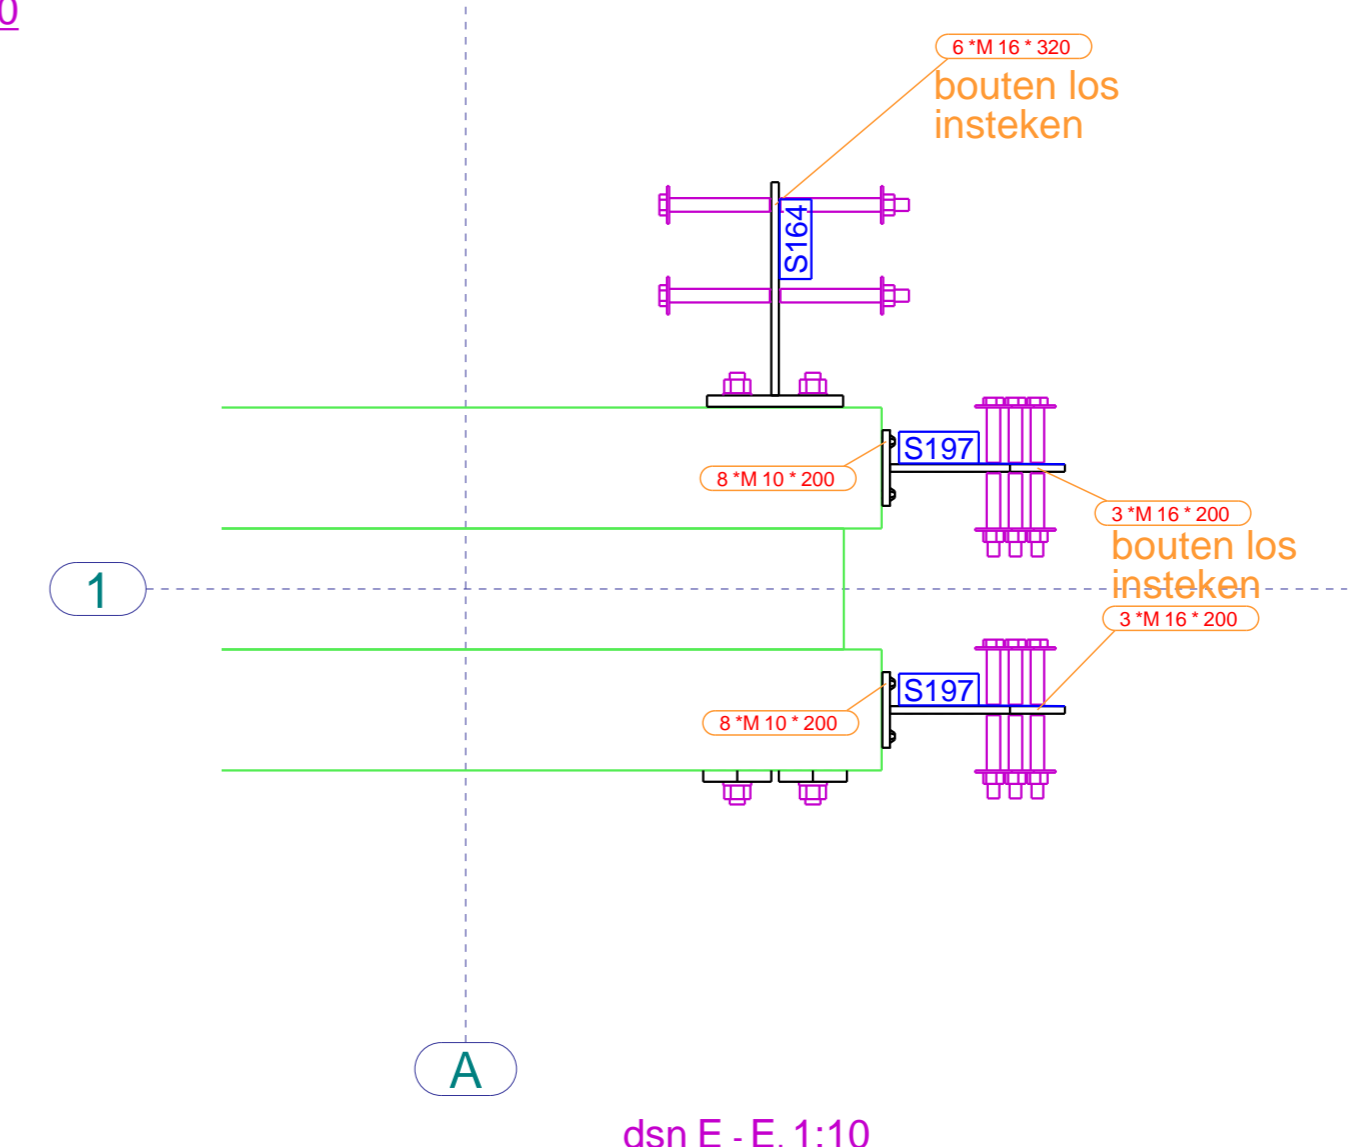 0
6 *M 16 * 320
bouten los
insteken
S164
S197
8 *M 10 * 200
3 *M 16 * 200
bouten los
insteken
1
3 *M 16 * 200
S197
8 *M 10 * 200
A
dsn E - E, 1:10